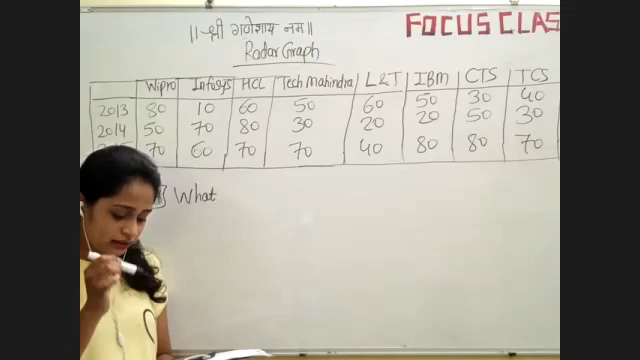 FOCUS CLAS
||श्री गणेशाय नमः||
Radar Graph
Wipro Infosys HCL Tech Mahindra L&T IBm CTS TCS
2013 80 10 60 50 60 50 30 40
2014 50 70 80 30 20 20 50 30
70 60 70 70 40 80 80 70
What